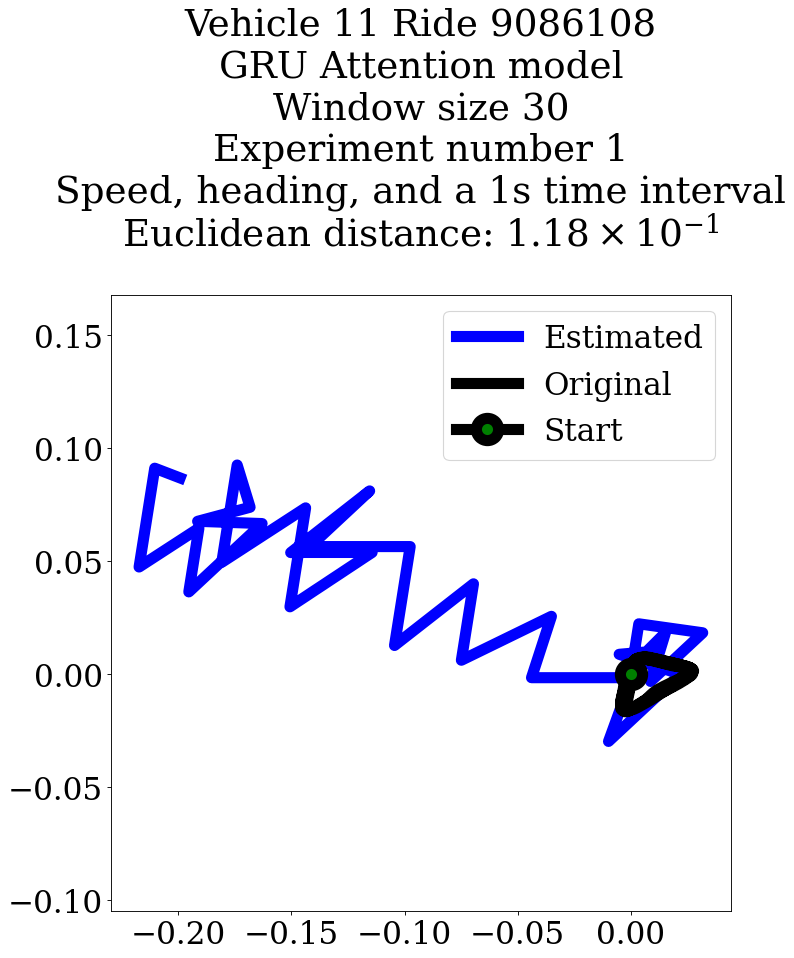 Vehicle 11 Ride 9086108
GRU Attention model
Window size 30
Experiment number 1
Speed, heading, and a 1s time interval
Euclidean distance: 1.18 × 10⁻¹
Estimated
Original
Start
0.15
0.10
0.05
0.00
−0.05
−0.10
−0.20 −0.15 −0.10 −0.05 0.00